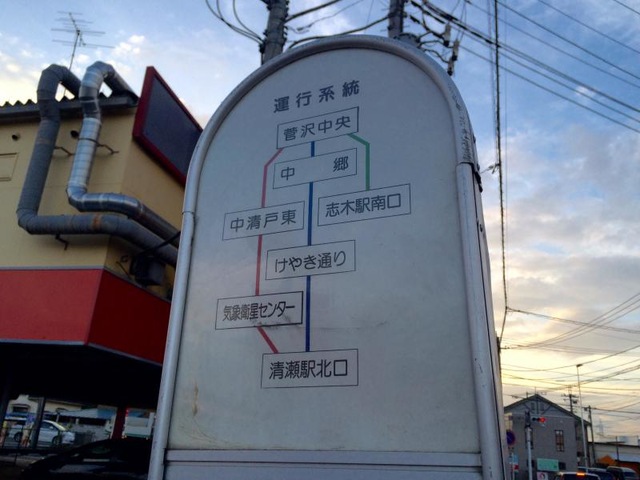 運行系統
菅沢中央
中 郷
中清戸東
志木駅南口
けやき通り
気象衛星センター
清瀬駅北口